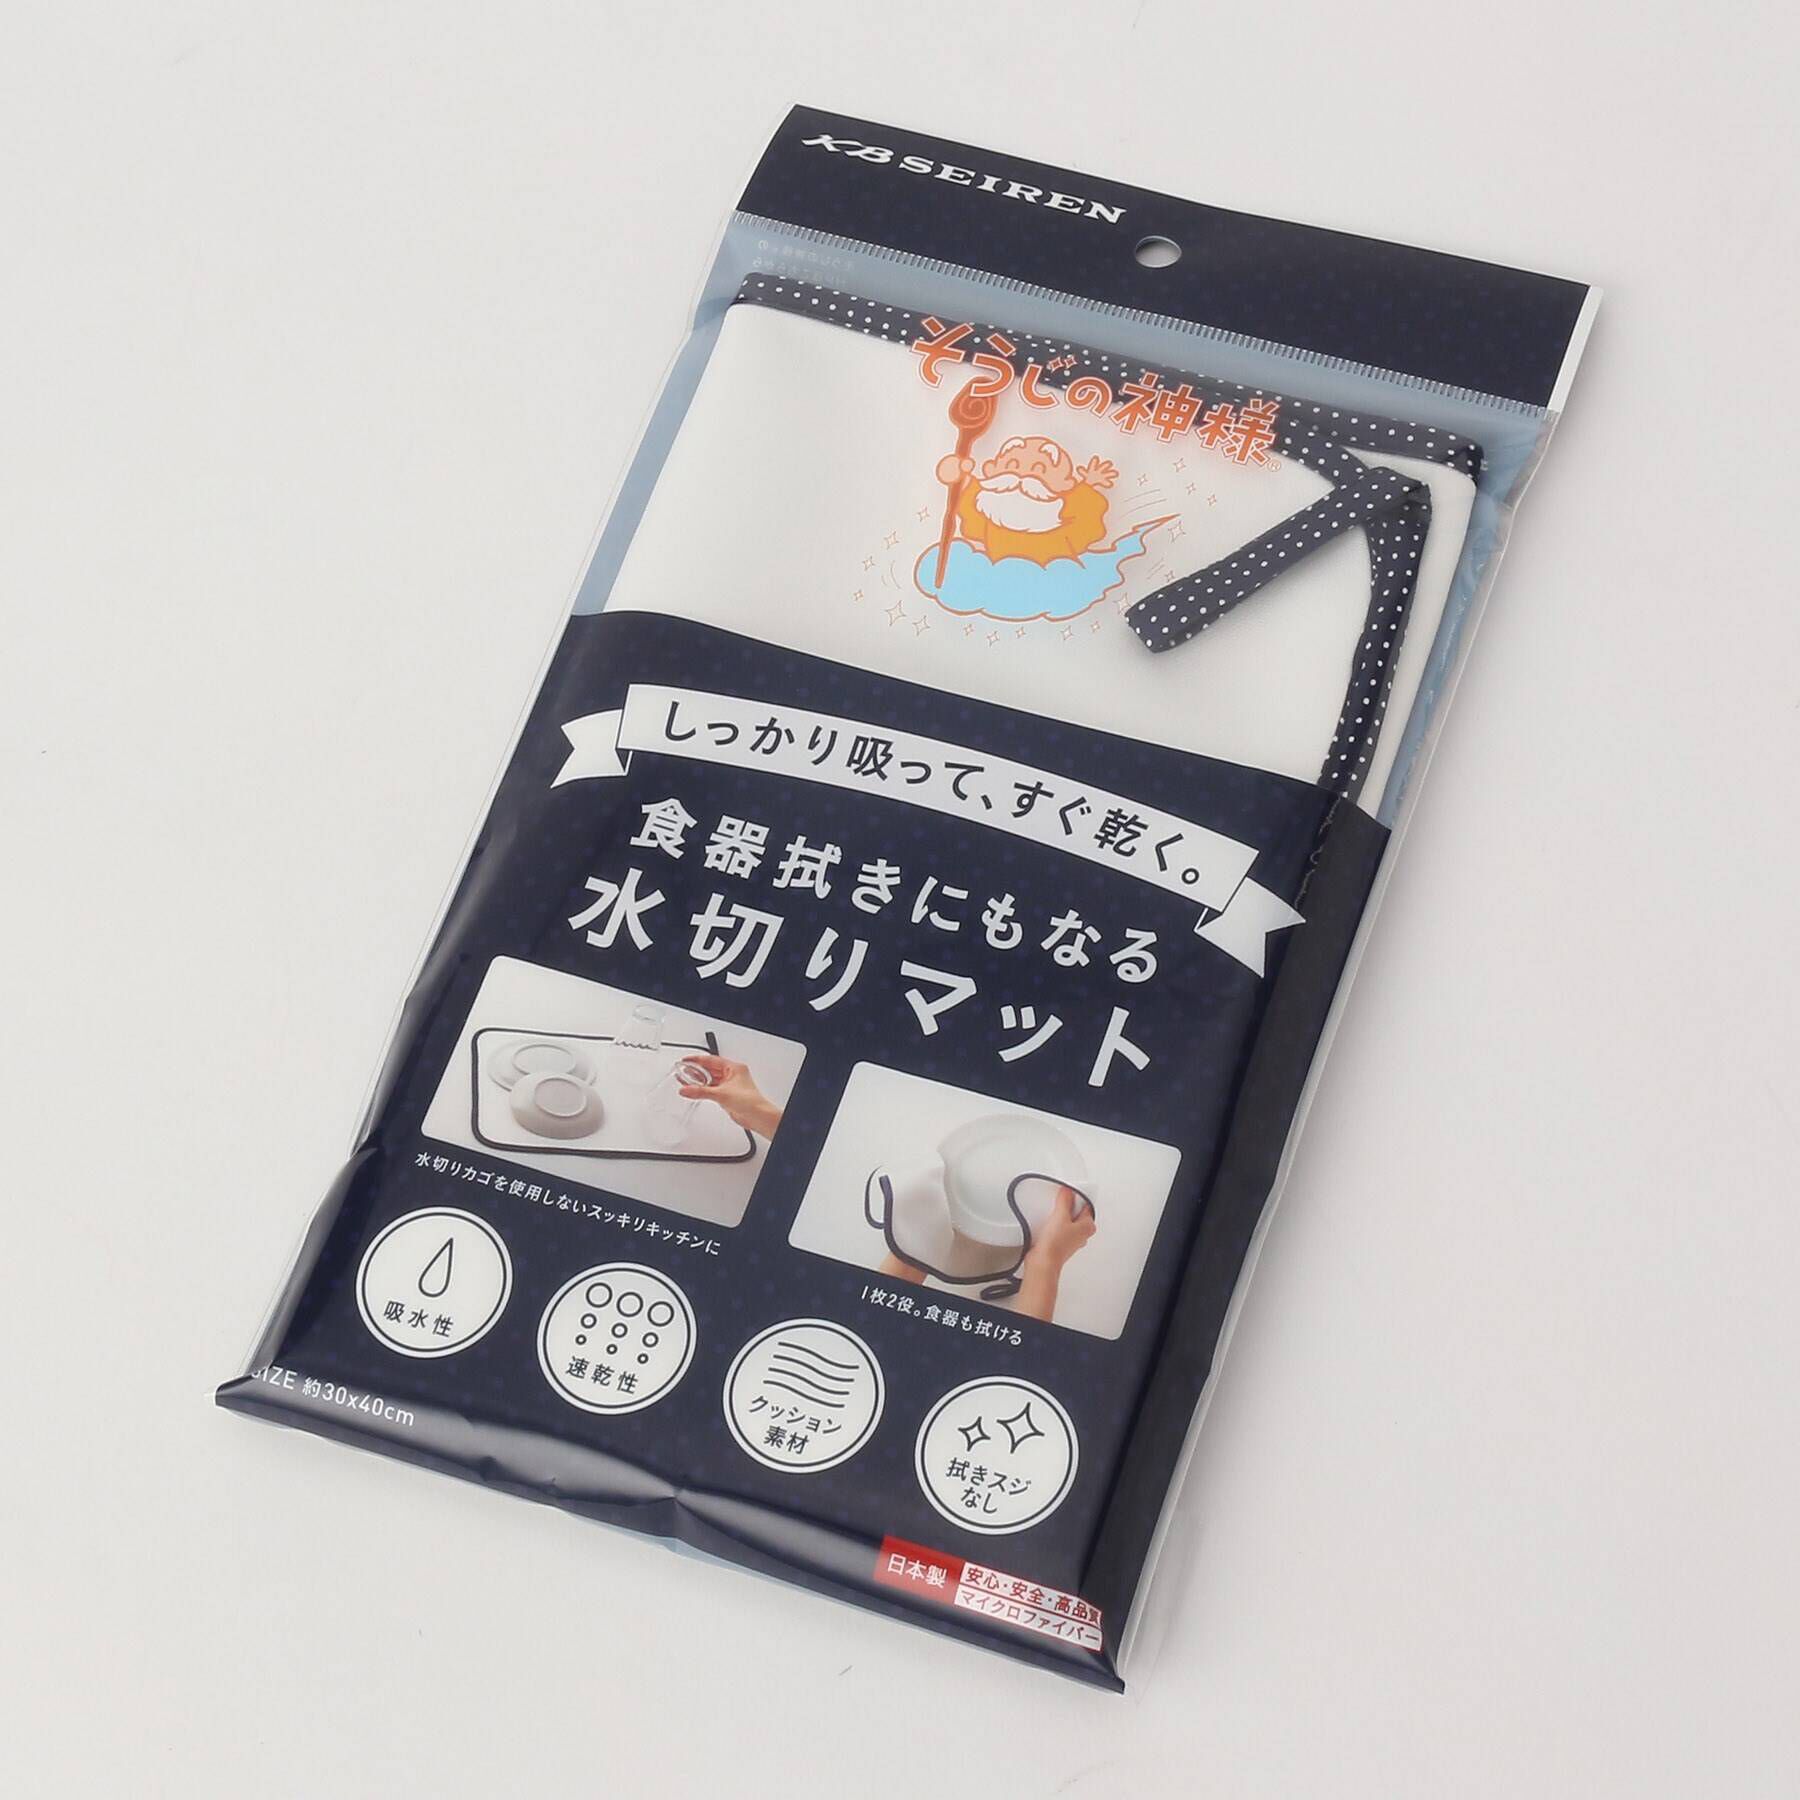 KB SEIREN
そうじの神様®
しっかり吸って、すぐ乾く。
食器拭きにもなる
水切りマット
水切りカゴを使用しないスッキリキッチンに
1枚2役。食器も拭ける
吸水性
速乾性
クッション
素材
拭きスジ
なし
SIZE 約30x40cm
日本製
安心・安全・高品質
マイクロファイバー